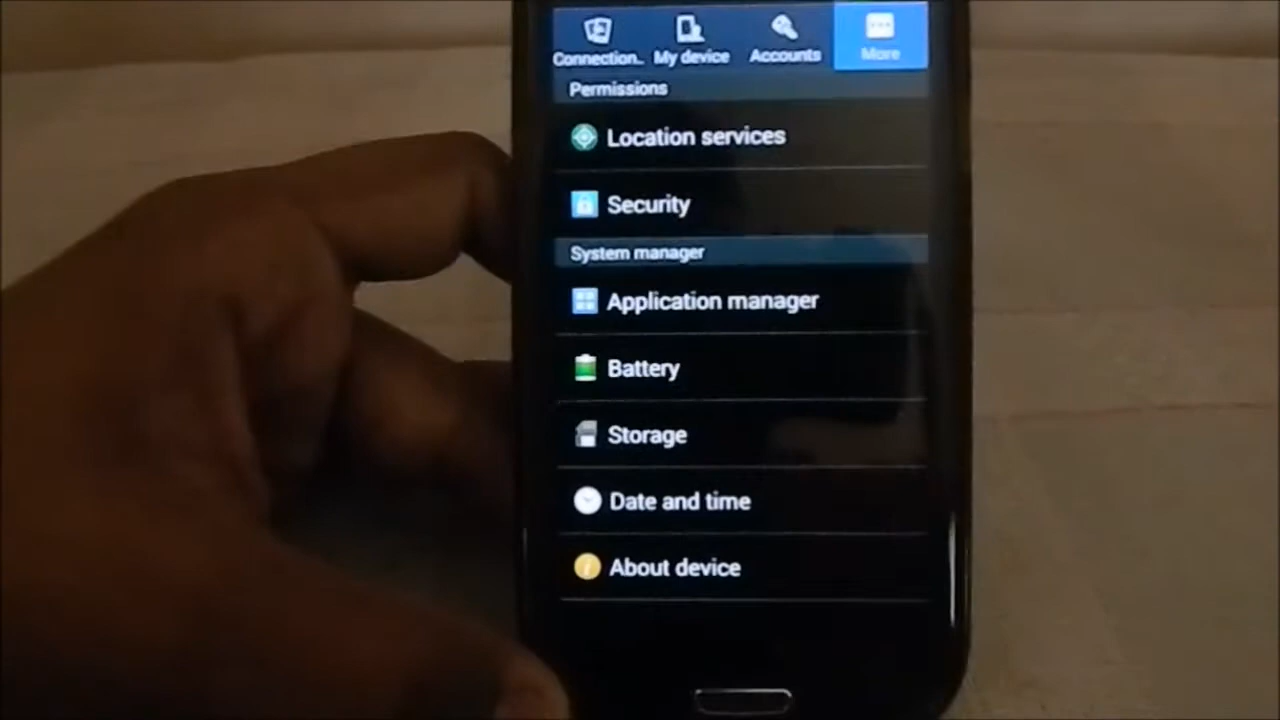 Connection.. My device Accounts More
Permissions
Location services
Security
System manager
Application manager
Battery
Storage
Date and time
About device